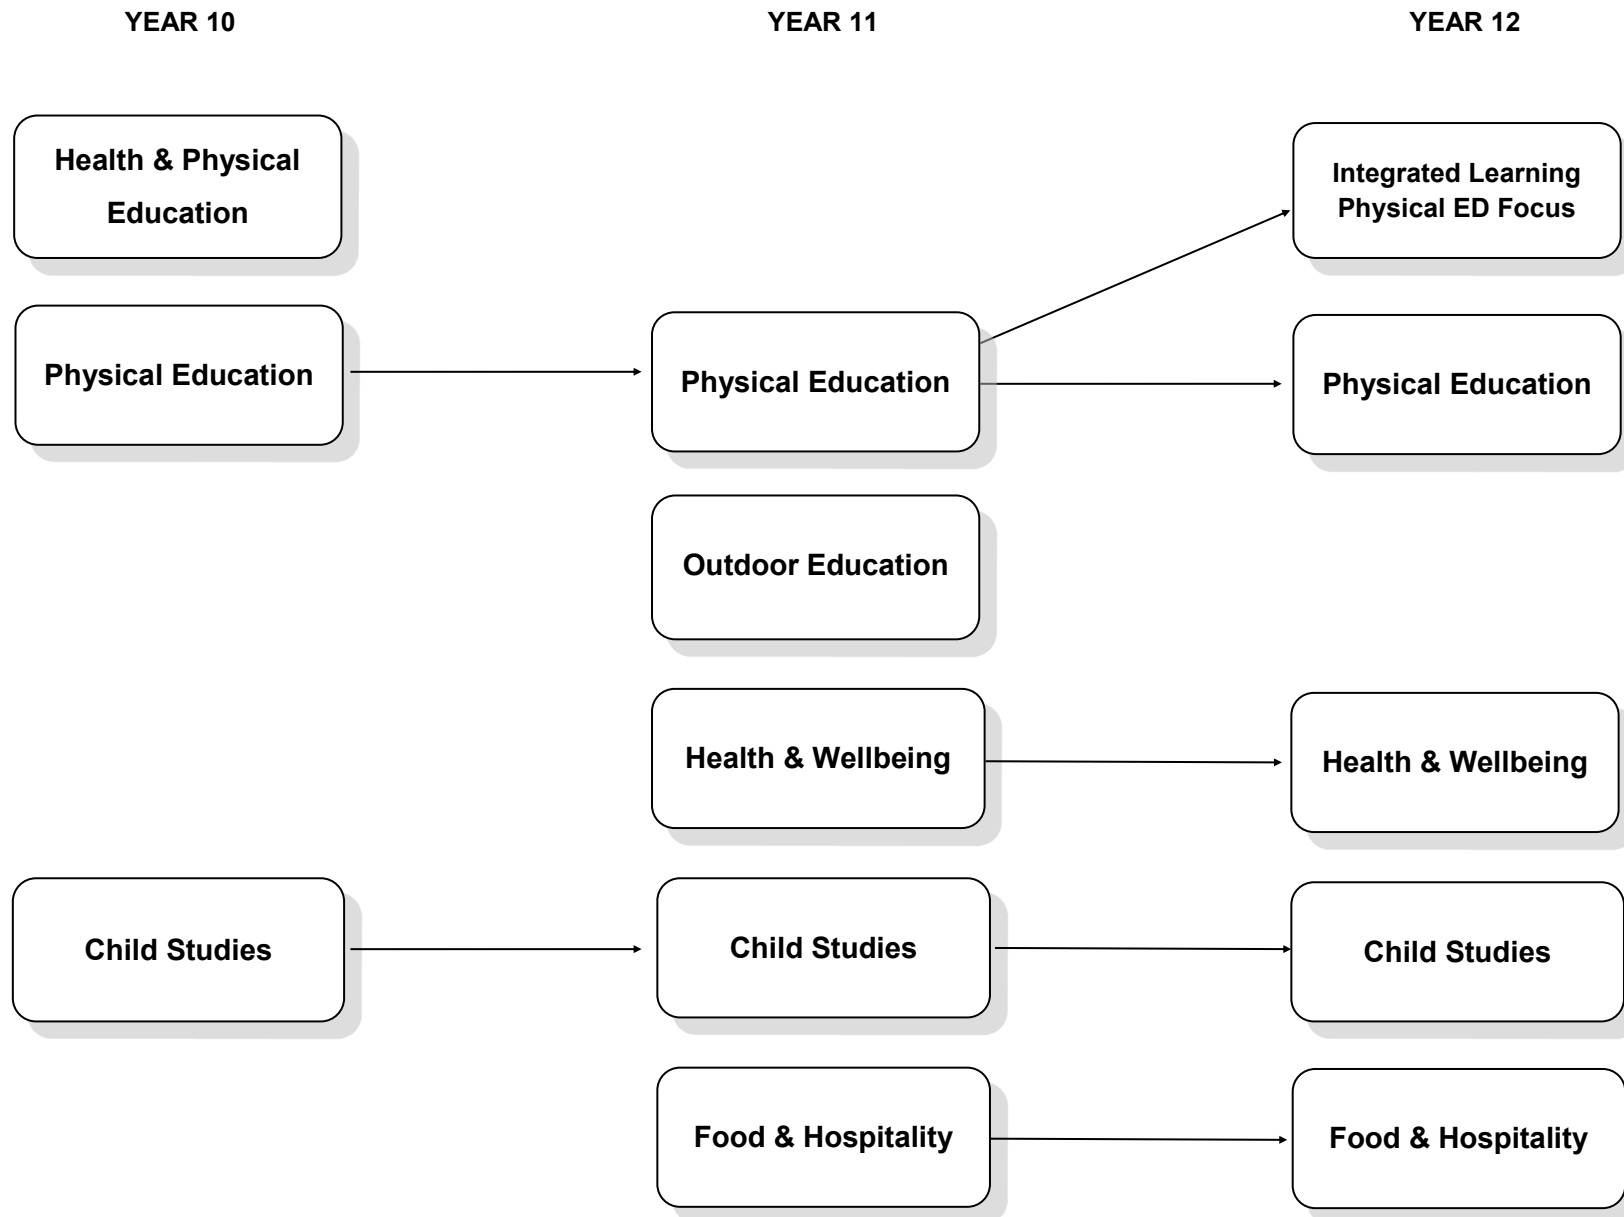 YEAR 10
YEAR 11
YEAR 12
Health & Physical
Education
Integrated Learning
Physical ED Focus
Physical Education
Physical Education
Physical Education
Outdoor Education
Health & Wellbeing
Health & Wellbeing
Child Studies
Child Studies
Child Studies
Food & Hospitality
Food & Hospitality